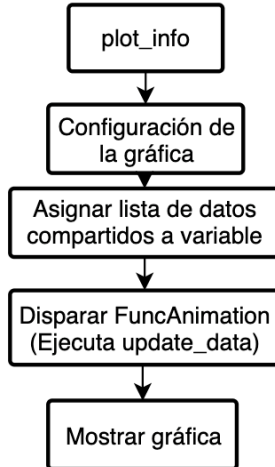 plot_info
Configuración de
la gráfica
Asignar lista de datos
compartidos a variable
Disparar FuncAnimation
(Ejecuta update_data)
Mostrar gráfica